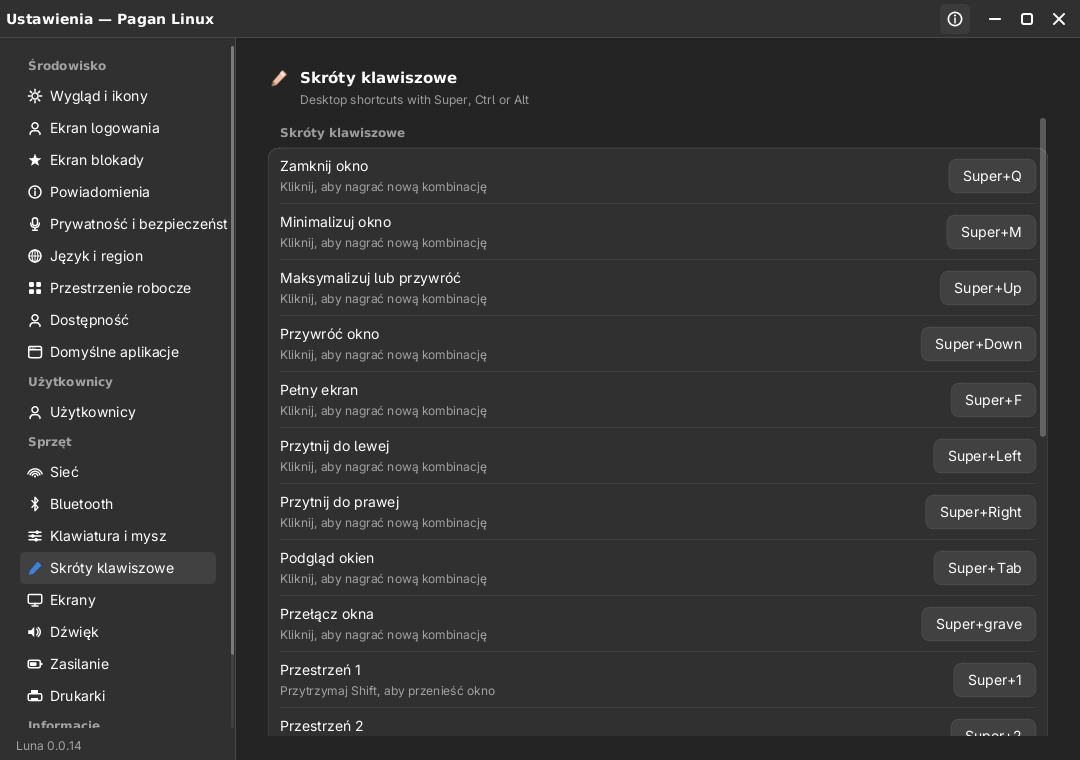 Ustawienia — Pagan Linux
Środowisko
Wygląd i ikony
Ekran logowania
Ekran blokady
Powiadomienia
Prywatność i bezpieczeńst
Język i region
Przestrzenie robocze
Dostępność
Domyślne aplikacje
Użytkownicy
Użytkownicy
Sprzęt
Sieć
Bluetooth
Klawiatura i mysz
Skróty klawiszowe
Ekrany
Dźwięk
Zasilanie
Drukarki
Informacje
Luna 0.0.14
Skróty klawiszowe
Desktop shortcuts with Super, Ctrl or Alt
Skróty klawiszowe
Zamknij okno
Kliknij, aby nagrać nową kombinację
Super+Q
Minimalizuj okno
Kliknij, aby nagrać nową kombinację
Super+M
Maksymalizuj lub przywróć
Kliknij, aby nagrać nową kombinację
Super+Up
Przywróć okno
Kliknij, aby nagrać nową kombinację
Super+Down
Pełny ekran
Kliknij, aby nagrać nową kombinację
Super+F
Przytnij do lewej
Kliknij, aby nagrać nową kombinację
Super+Left
Przytnij do prawej
Kliknij, aby nagrać nową kombinację
Super+Right
Podgląd okien
Kliknij, aby nagrać nową kombinację
Super+Tab
Przełącz okna
Kliknij, aby nagrać nową kombinację
Super+grave
Przestrzeń 1
Przytrzymaj Shift, aby przenieść okno
Super+1
Przestrzeń 2
Super+2